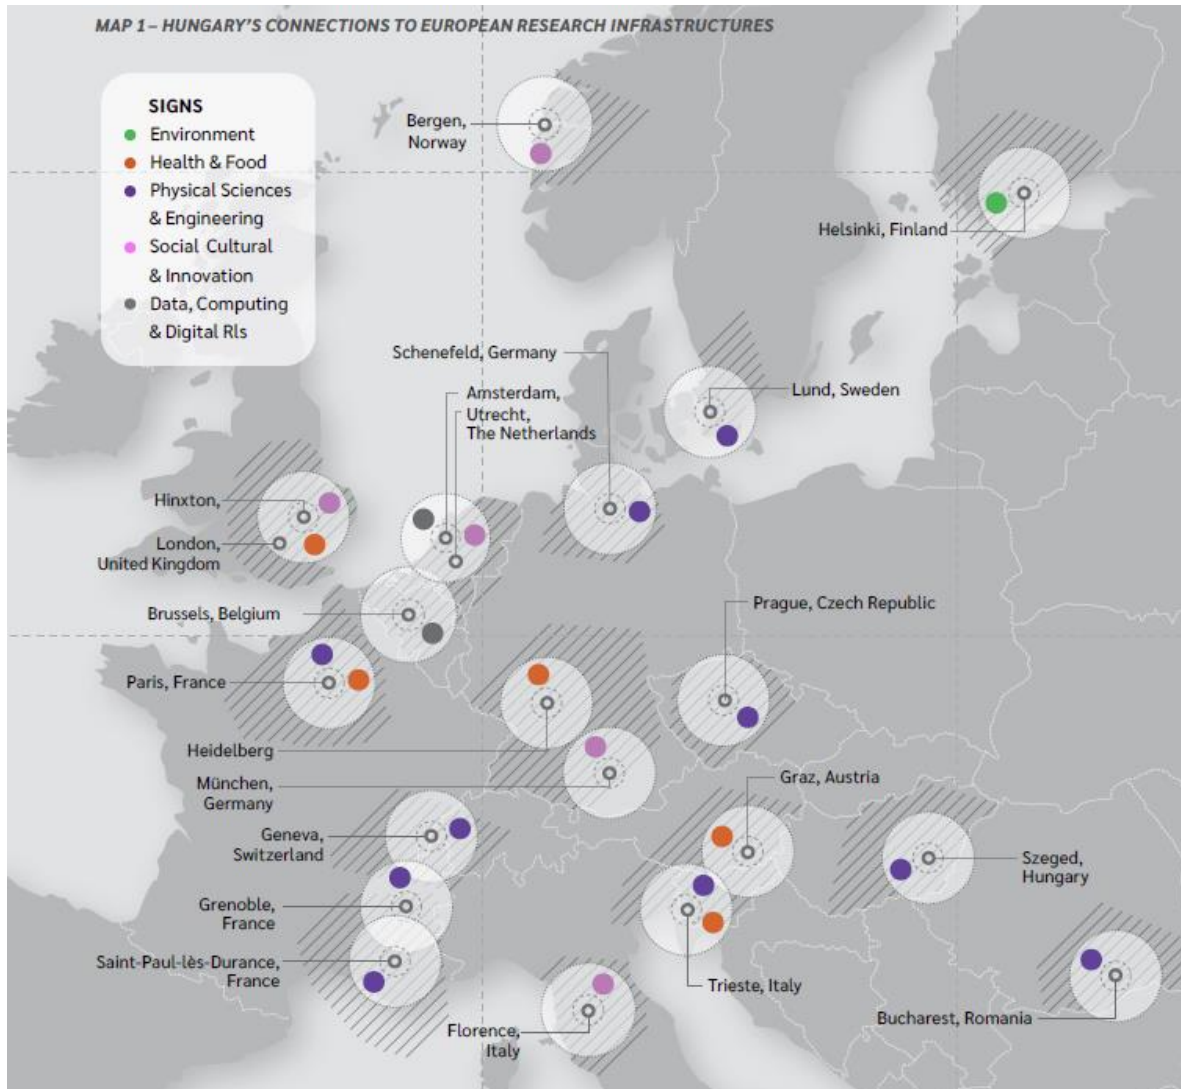 MAP 1 – HUNGARY'S CONNECTIONS TO EUROPEAN RESEARCH INFRASTRUCTURES
SIGNS
Environment
Health & Food
Physical Sciences
& Engineering
Social Cultural
& Innovation
Data, Computing
& Digital RIs
Bergen,
Norway
Helsinki, Finland
Schenefeld, Germany
Amsterdam,
Utrecht,
The Netherlands
Lund, Sweden
Hinxton,
London,
United Kingdom
Brussels, Belgium
Prague, Czech Republic
Paris, France
Heidelberg
München,
Germany
Graz, Austria
Geneva,
Switzerland
Szeged,
Hungary
Grenoble,
France
Saint-Paul-lès-Durance,
France
Trieste, Italy
Bucharest, Romania
Florence,
Italy